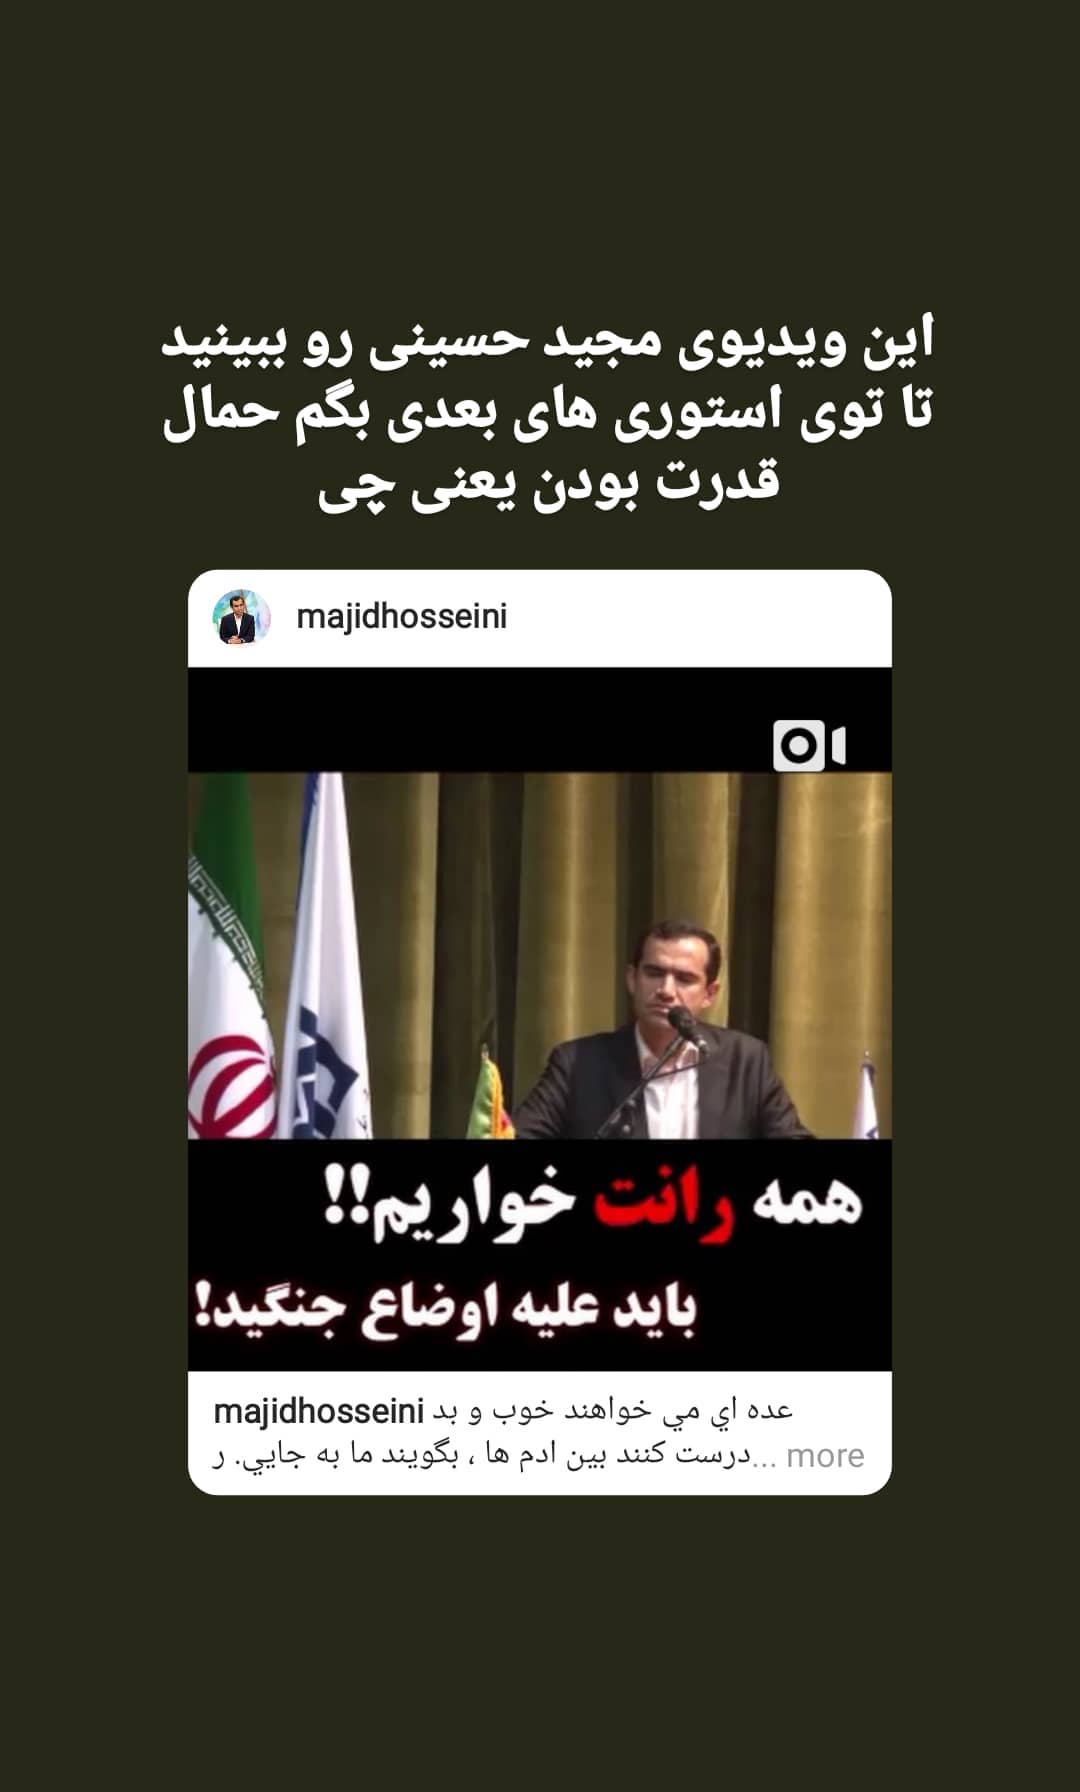 این ویدیوی مجید حسینی رو ببینید
تا توی استوری های بعدی بگم حمال
قدرت بودن یعنی چی
majidhosseini
همه رانت خواریم!!
باید علیه اوضاع جنگید!
majidhosseini عده اي مي خواهند خوب و بد
درست كنند بين ادم ها ، بگويند ما به جايي. ر... more